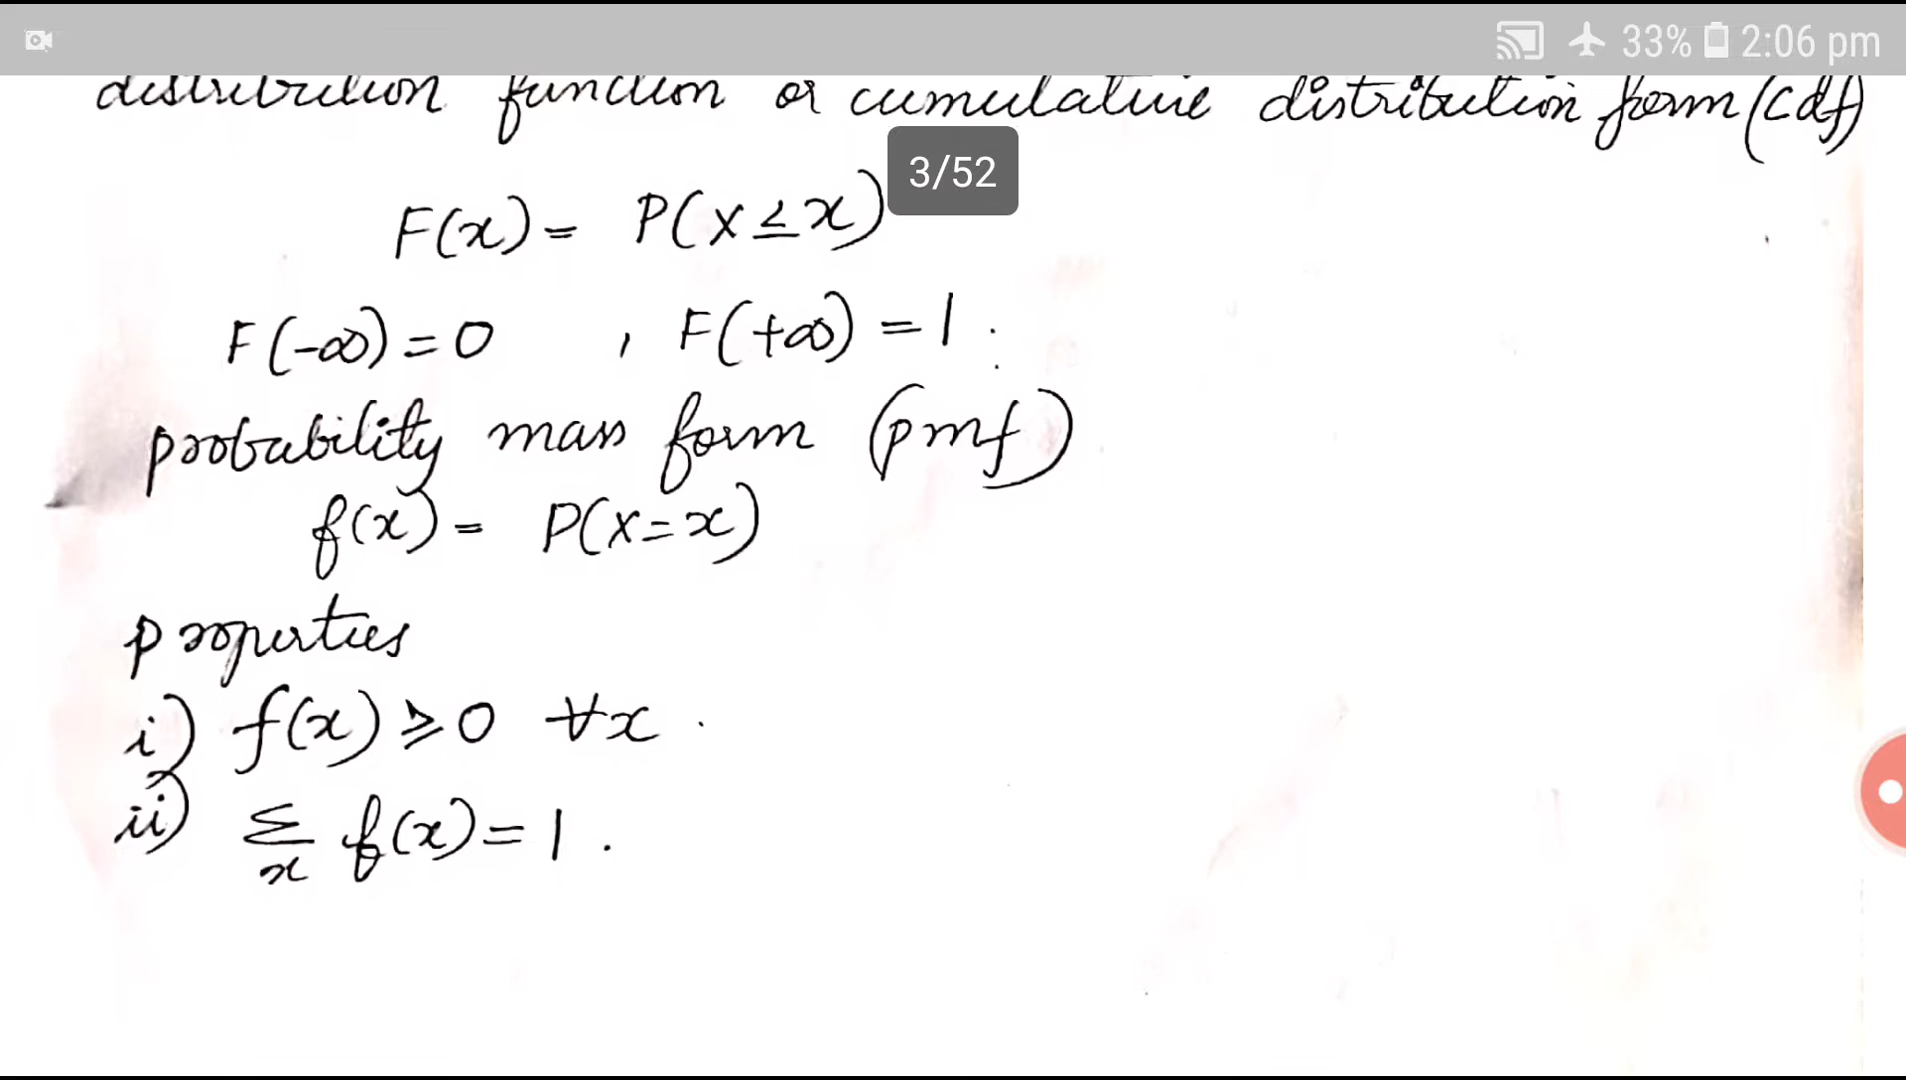 33% 2:06 pm
distribution function or cumulative distribution form (cdf)
3/52
F(x) = P(X ≤ x)
F(-∞) = 0 , F(+∞) = 1.
probability mass form (pmf)
f(x) = P(X = x)
properties
i) f(x) ≥ 0 ∀x.
ii) Σx f(x) = 1.